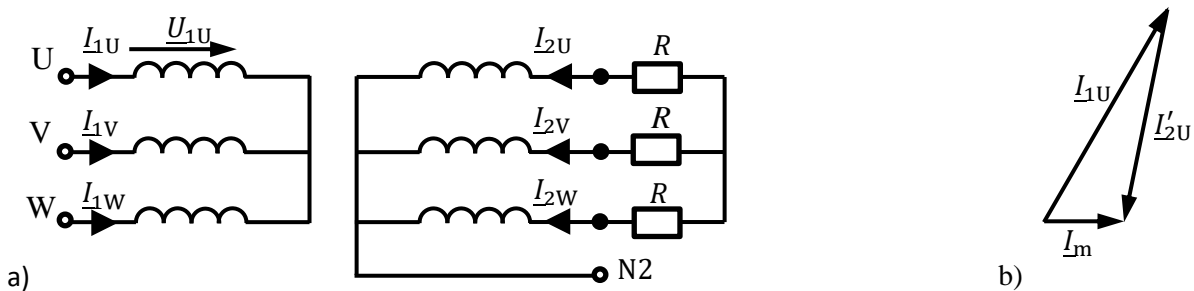 I1U U1U I2U R
U
I1V I2V R
V
I1W I2W R
W
N2
a)
I1U
I′2U
Im
b)